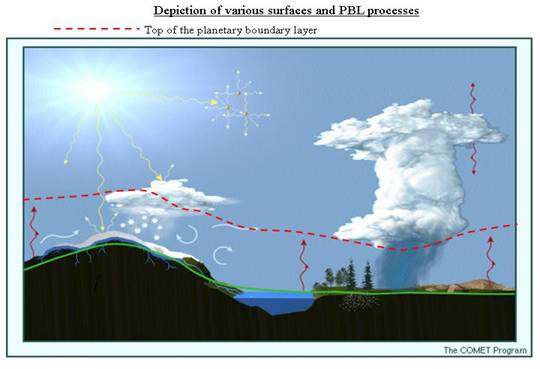 Depiction of various surfaces and PBL processes
Top of the planetary boundary layer
The COMET Program